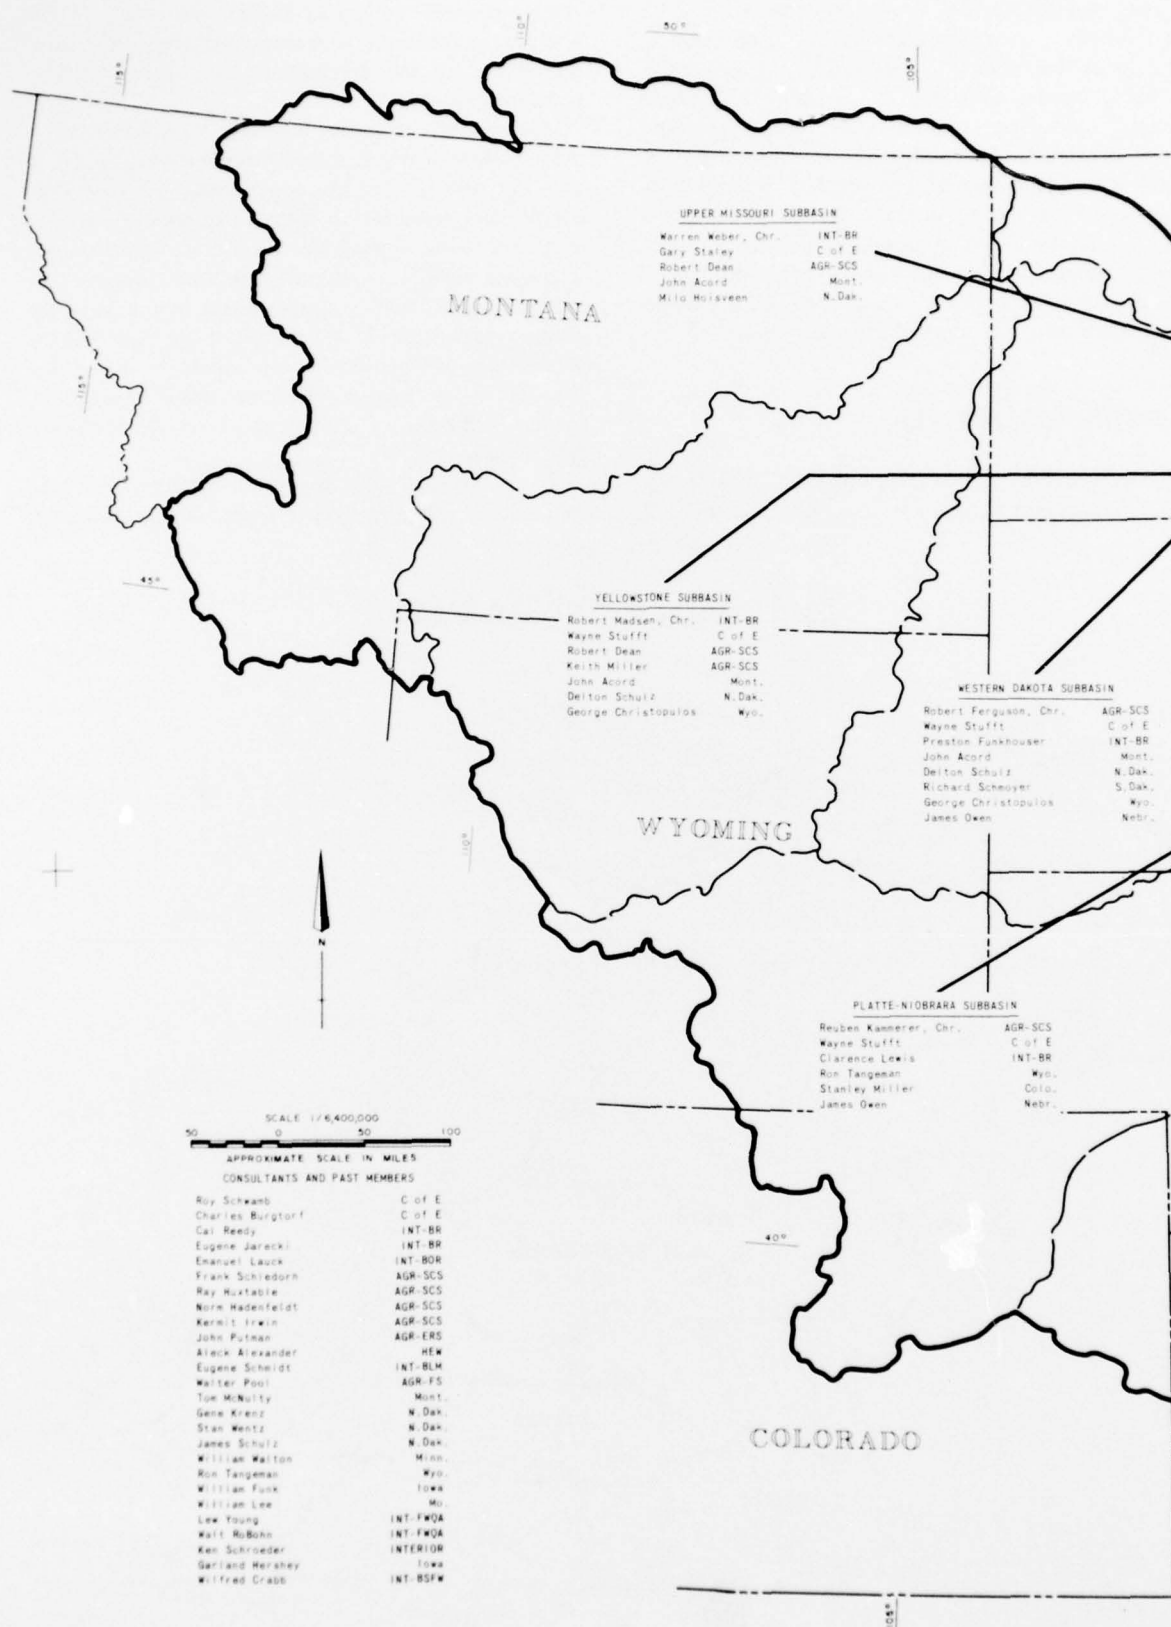 110°
50°
115°
105°
UPPER MISSOURI SUBBASIN
Warren Weber, Chr. INT-BR
Gary Staley C of E
Robert Dean AGR-SCS
John Acord Mont.
Milo Hoisveen N.Dak.
MONTANA
115°
45°
YELLOWSTONE SUBBASIN
Robert Madsen, Chr. INT-BR
Wayne Stufft C of E
Robert Dean AGR-SCS
Keith Miller AGR-SCS
John Acord Mont.
Delton Schulz N.Dak.
George Christopulos Wyo.
WESTERN DAKOTA SUBBASIN
Robert Ferguson, Chr. AGR-SCS
Wayne Stufft C of E
Preston Funkhouser INT-BR
John Acord Mont.
Delton Schulz N.Dak.
Richard Schmoyer S.Dak.
George Christopulos Wyo.
James Owen Nebr.
WYOMING
110°
N
PLATTE-NIOBRARA SUBBASIN
Reuben Kammerer, Chr. AGR-SCS
Wayne Stufft C of E
Clarence Lewis INT-BR
Ron Tangeman Wyo.
Stanley Miller Colo.
James Owen Nebr.
SCALE 1/6,400,000
50 0 50 100
APPROXIMATE SCALE IN MILES
CONSULTANTS AND PAST MEMBERS
Roy Schwamb C of E
Charles Burgtorf C of E
Cal Reedy INT-BR
Eugene Jarecki INT-BR
Emanuel Lauck INT-BOR
Frank Schiedorn AGR-SCS
Ray Huxtable AGR-SCS
Norm Hadenfeldt AGR-SCS
Kermit Irwin AGR-SCS
John Putman AGR-ERS
Aleck Alexander HEW
Eugene Schmidt INT-BLM
Walter Pool AGR-FS
Tom McNulty Mont.
Gene Krenz N.Dak.
Stan Wentz N.Dak.
James Schulz N.Dak.
William Walton Minn.
Ron Tangeman Wyo.
William Funk Iowa
William Lee Mo.
Lew Young INT-FWQA
Walt RoBohn INT-FWQA
Ken Schroeder INTERIOR
Garland Hershey Iowa
Wilfred Crabb INT-BSFW
40°
COLORADO
105°